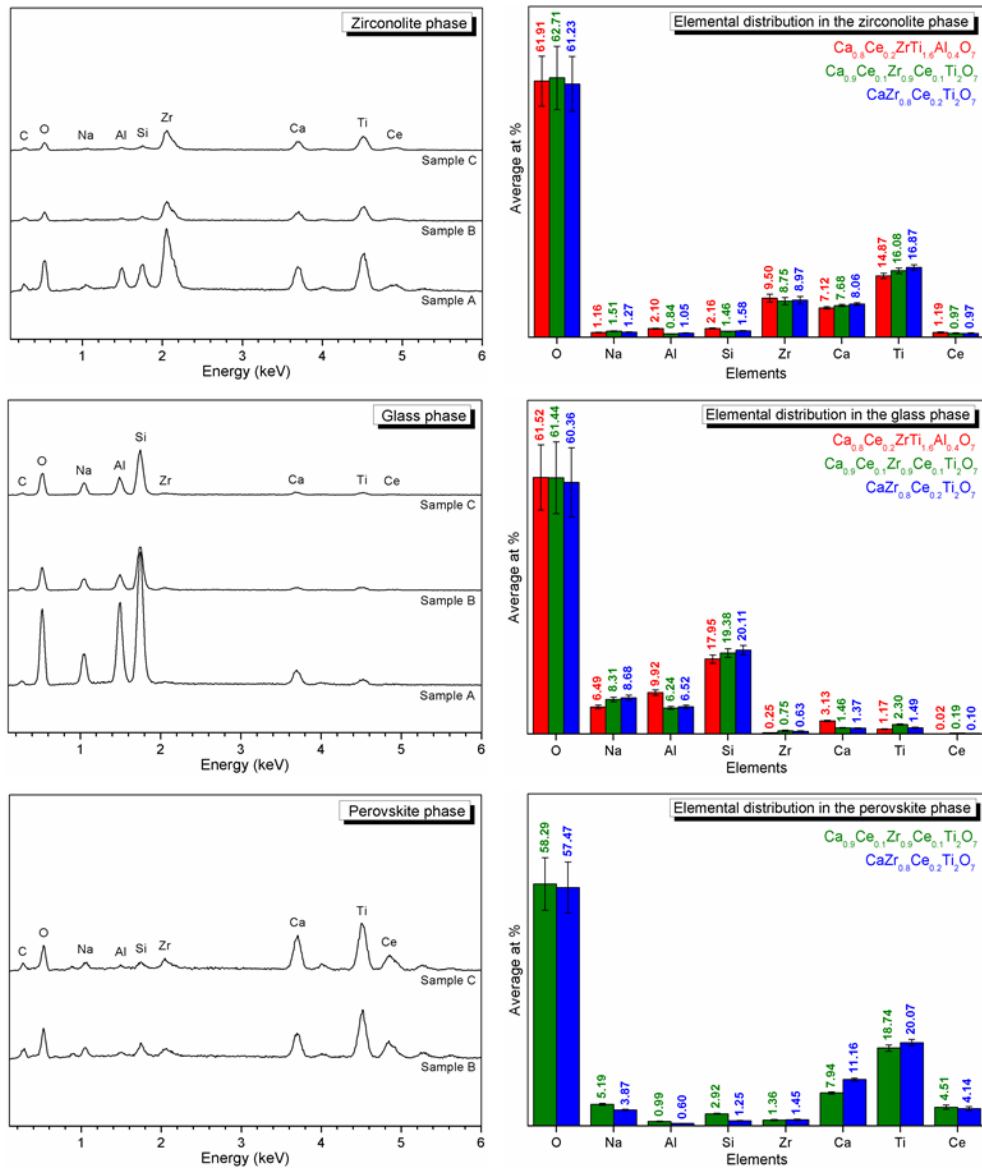 Zirconolite phase
C O Na Al Si Zr Ca Ti Ce
Sample C
Sample B
Sample A
1 2 3 4 5 6
Energy (keV)
Elemental distribution in the zirconolite phase
Ca0.8Ce0.2ZrTi1.6Al0.4O7
Ca0.9Ce0.1Zr0.9Ce0.1Ti2O7
CaZr0.8Ce0.2Ti2O7
Average at %
61.91 62.71 61.23
1.16 1.51 1.27
2.10 0.84 1.05
2.16 1.46 1.58
9.50 8.75 8.97
7.12 7.68 8.06
14.87 16.08 16.87
1.19 0.97 0.97
O Na Al Si Zr Ca Ti Ce
Elements
Glass phase
C O Na Al Si Zr Ca Ti Ce
Sample C
Sample B
Sample A
1 2 3 4 5 6
Energy (keV)
Elemental distribution in the glass phase
Ca0.8Ce0.2ZrTi1.6Al0.4O7
Ca0.9Ce0.1Zr0.9Ce0.1Ti2O7
CaZr0.8Ce0.2Ti2O7
Average at %
61.52 61.44 60.36
6.49 8.31 8.68
9.92 6.24 6.52
17.95 19.38 20.11
0.25 0.75 0.63
3.13 1.46 1.37
1.17 2.30 1.49
0.02 0.19 0.10
O Na Al Si Zr Ca Ti Ce
Elements
Perovskite phase
C O Na Al Si Zr Ca Ti Ce
Sample C
Sample B
1 2 3 4 5 6
Energy (keV)
Elemental distribution in the perovskite phase
Ca0.9Ce0.1Zr0.9Ce0.1Ti2O7
CaZr0.8Ce0.2Ti2O7
Average at %
58.29 57.47
5.19 3.87
0.99 0.60
2.92 1.25
1.36 1.45
7.94 11.16
18.74 20.07
4.51 4.14
O Na Al Si Zr Ca Ti Ce
Elements